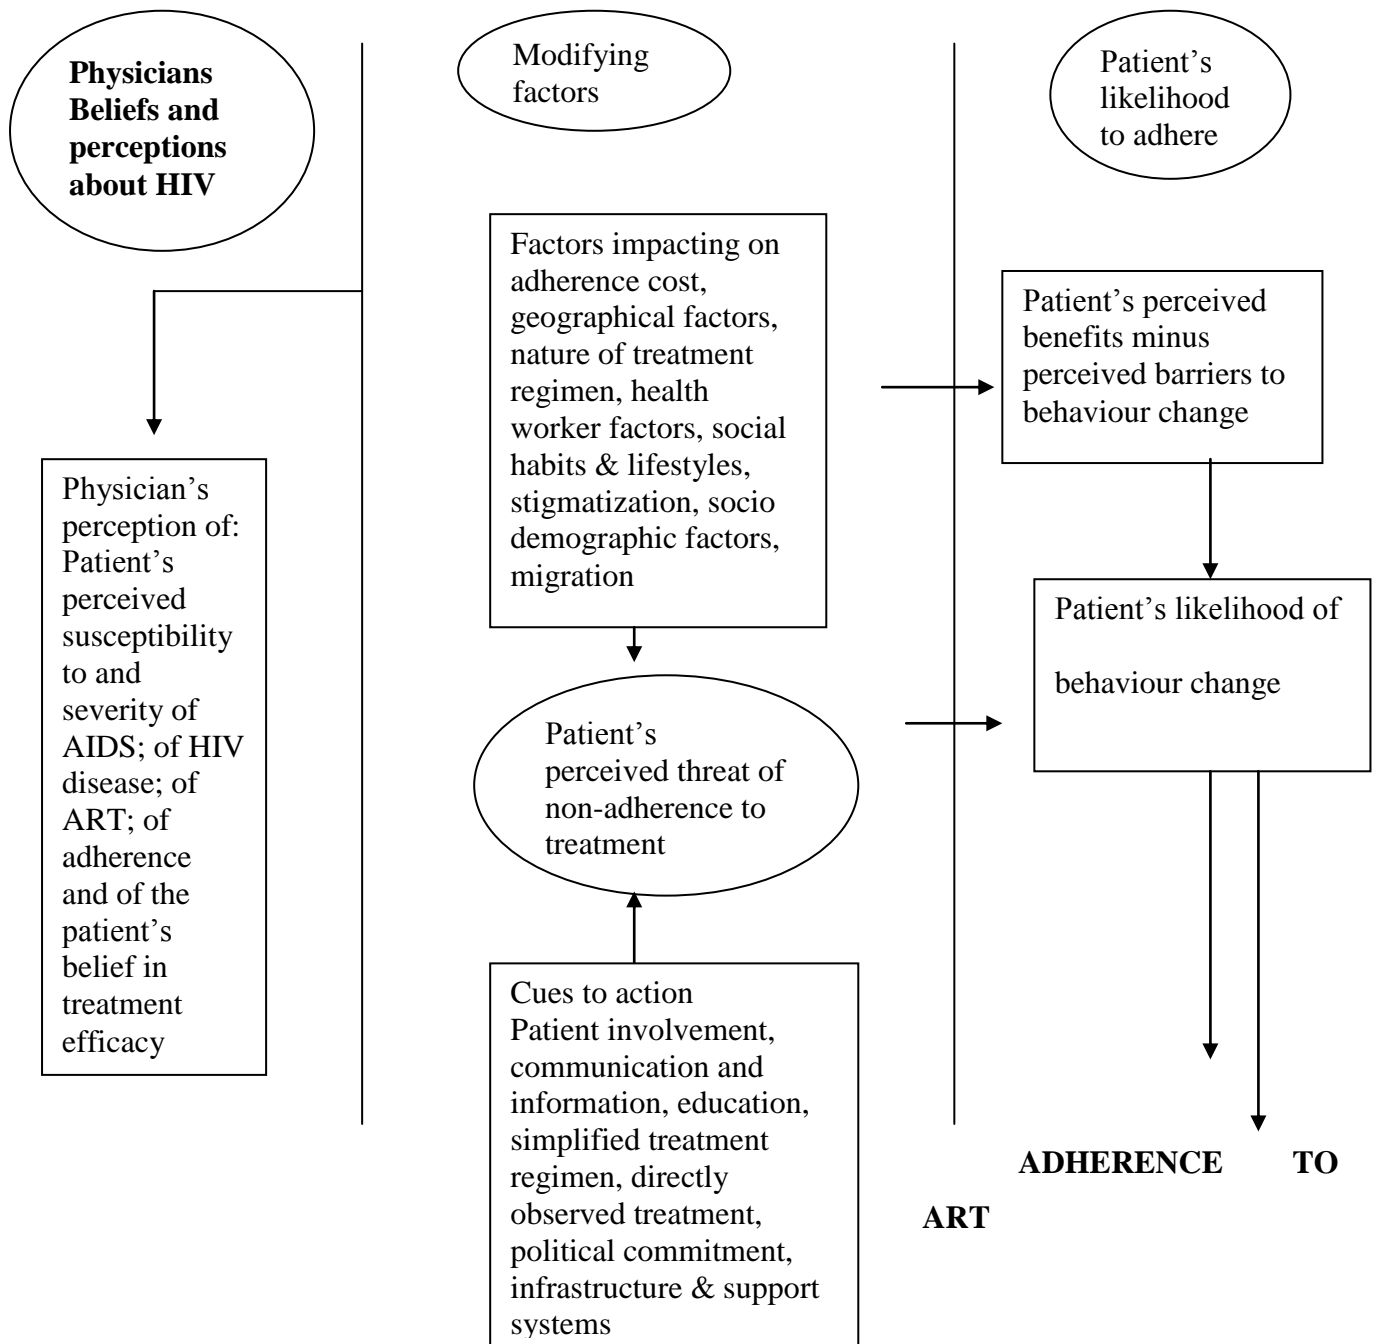 Physicians
Beliefs and
perceptions
about HIV
Modifying
factors
Patient’s
likelihood
to adhere
Physician’s
perception of:
Patient’s
perceived
susceptibility
to and
severity of
AIDS; of HIV
disease; of
ART; of
adherence
and of the
patient’s
belief in
treatment
efficacy
Factors impacting on
adherence cost,
geographical factors,
nature of treatment
regimen, health
worker factors, social
habits & lifestyles,
stigmatization, socio
demographic factors,
migration
Patient’s perceived
benefits minus
perceived barriers to
behaviour change
Patient’s
perceived threat of
non-adherence to
treatment
Patient’s likelihood of
behaviour change
Cues to action
Patient involvement,
communication and
information, education,
simplified treatment
regimen, directly
observed treatment,
political commitment,
infrastructure & support
systems
ADHERENCE TO
ART